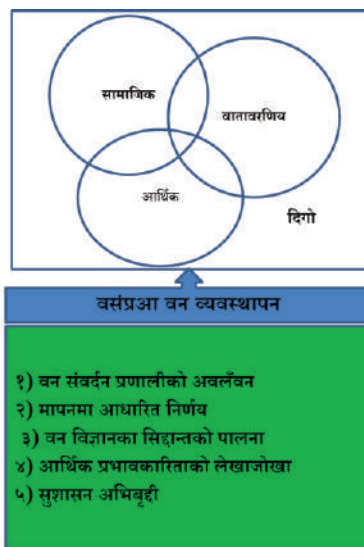 सामाजिक
वातावरणिय
आर्थिक
दिगो
वसंप्रआ वन व्यवस्थापन
१) वन संवर्दन प्रणालीको अवलँवन
२) मापनमा आधारित निर्णय
३) वन विज्ञानका सिद्दान्तको पालना
४) आर्थिक प्रभावकारिताको लेखाजोखा
५) सुशासन अभिबृद्दी